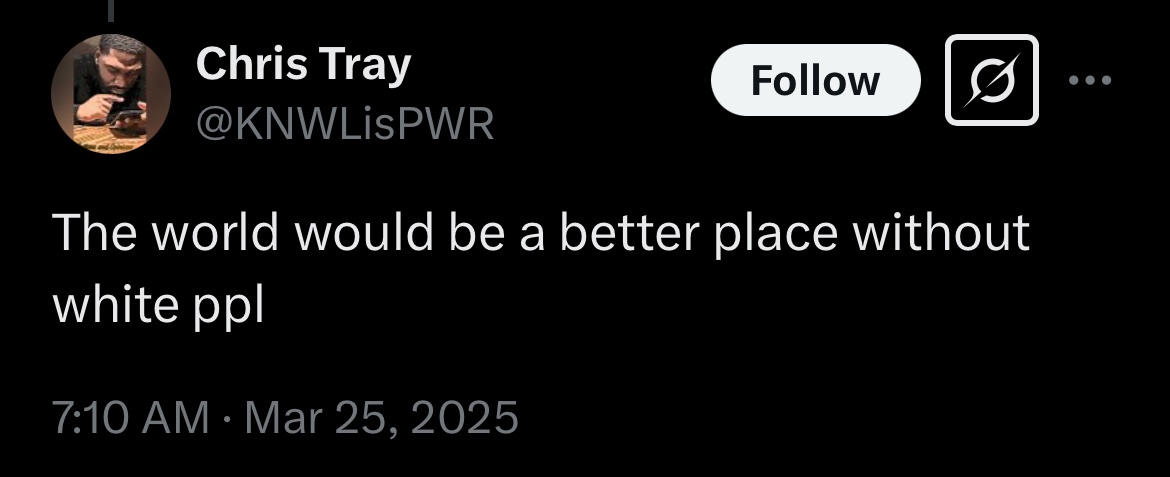 Chris Tray
@KNWLisPWR
Follow
The world would be a better place without
white ppl
7:10 AM · Mar 25, 2025